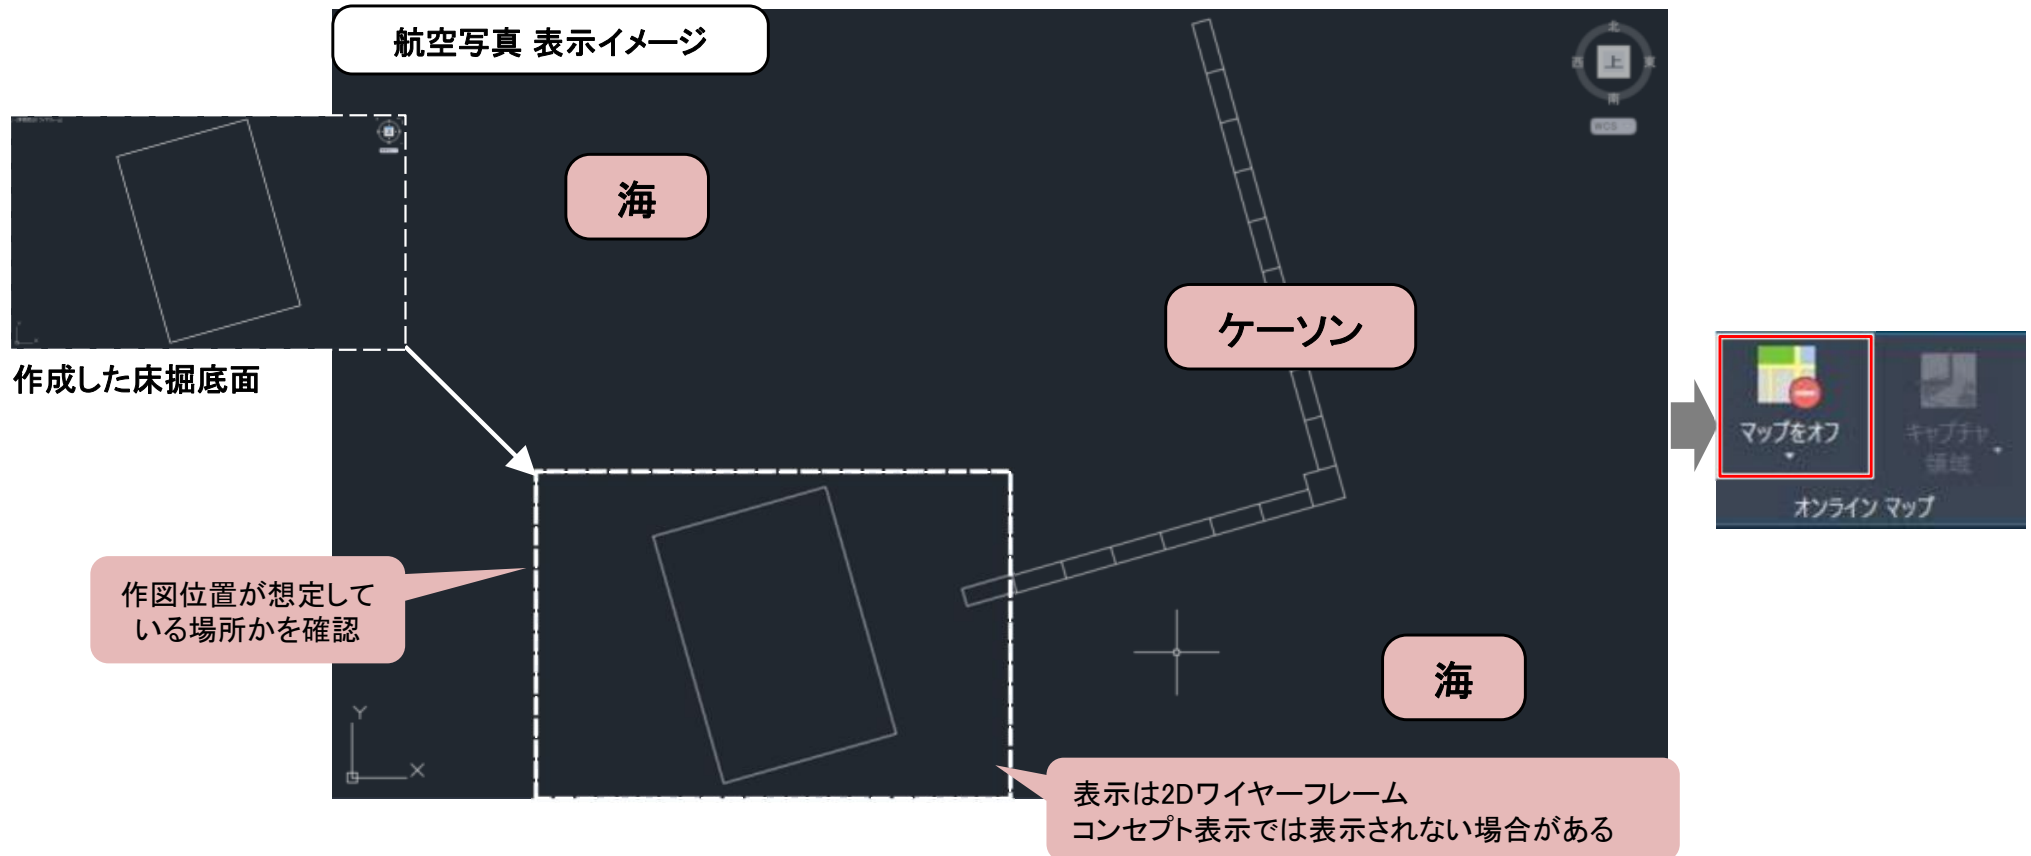 航空写真 表示イメージ
北
西
上
東
南
WCS
海
ケーソン
作成した床掘底面
マップをオフ
キャプチャ
領域
オンライン マップ
作図位置が想定して
いる場所かを確認
海
Y
X
表示は2Dワイヤーフレーム
コンセプト表示では表示されない場合がある